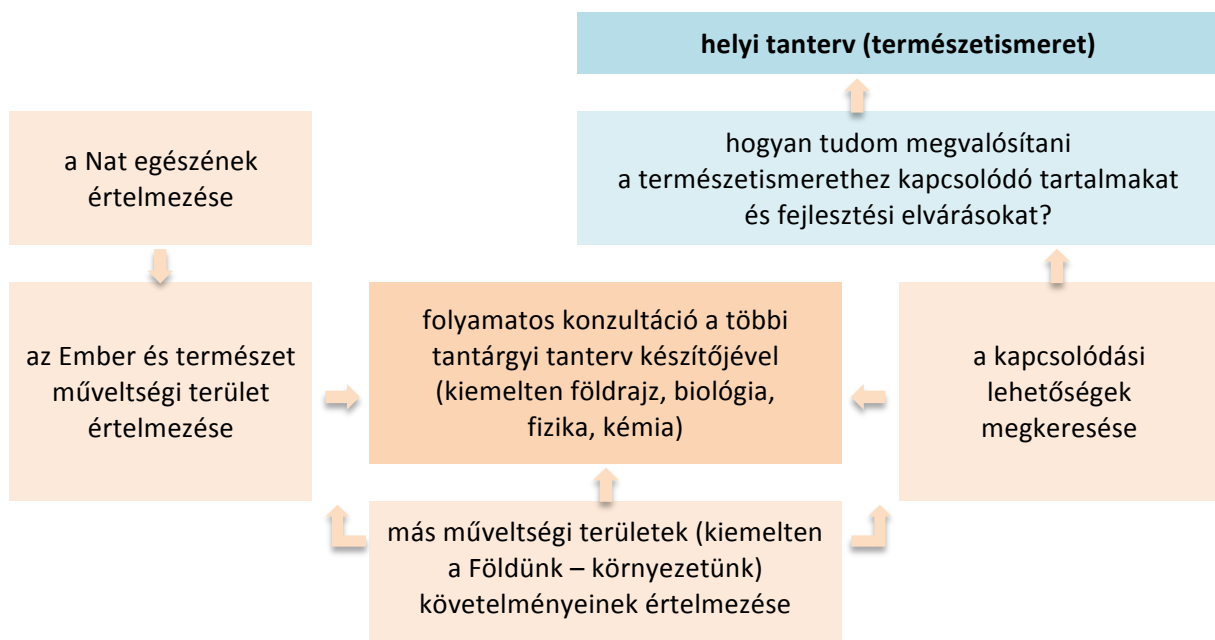 helyi tanterv (természetismeret)
a Nat egészének
értelmezése
hogyan tudom megvalósítani
a természetismerethez kapcsolódó tartalmakat
és fejlesztési elvárásokat?
az Ember és természet
műveltségi terület
értelmezése
folyamatos konzultáció a többi
tantárgyi tanterv készítőjével
(kiemelten földrajz, biológia,
fizika, kémia)
a kapcsolódási
lehetőségek
megkeresése
más műveltségi területek (kiemelten
a Földünk – környezetünk)
követelményeinek értelmezése